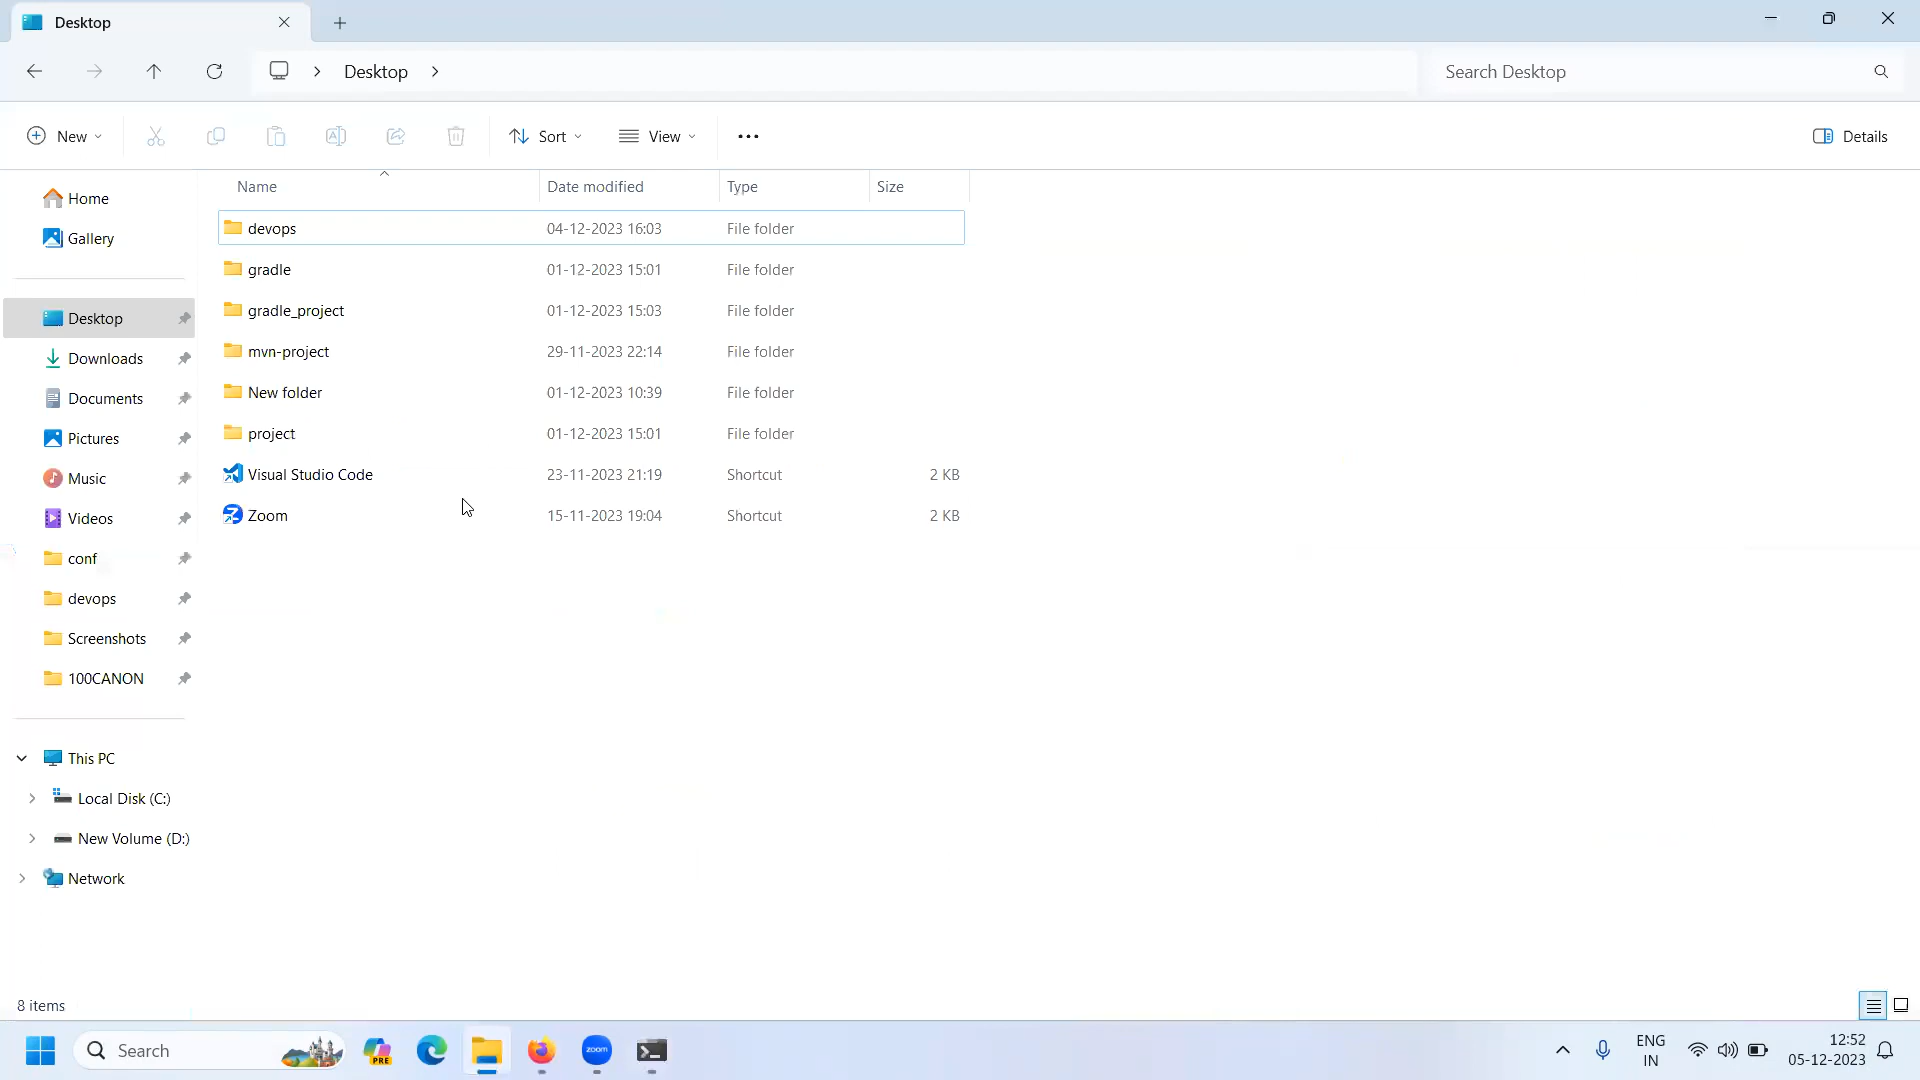 Desktop
Desktop
Search Desktop
New
Sort
View
Details
Name Date modified Type Size
Home
Gallery
Desktop
Downloads
Documents
Pictures
Music
Videos
conf
devops
Screenshots
100CANON
This PC
Local Disk (C:)
New Volume (D:)
Network
devops 04-12-2023 16:03 File folder
gradle 01-12-2023 15:01 File folder
gradle_project 01-12-2023 15:03 File folder
mvn-project 29-11-2023 22:14 File folder
New folder 01-12-2023 10:39 File folder
project 01-12-2023 15:01 File folder
Visual Studio Code 23-11-2023 21:19 Shortcut 2 KB
Zoom 15-11-2023 19:04 Shortcut 2 KB
8 items
Search
PRE
zoom
ENG
IN
12:52
05-12-2023